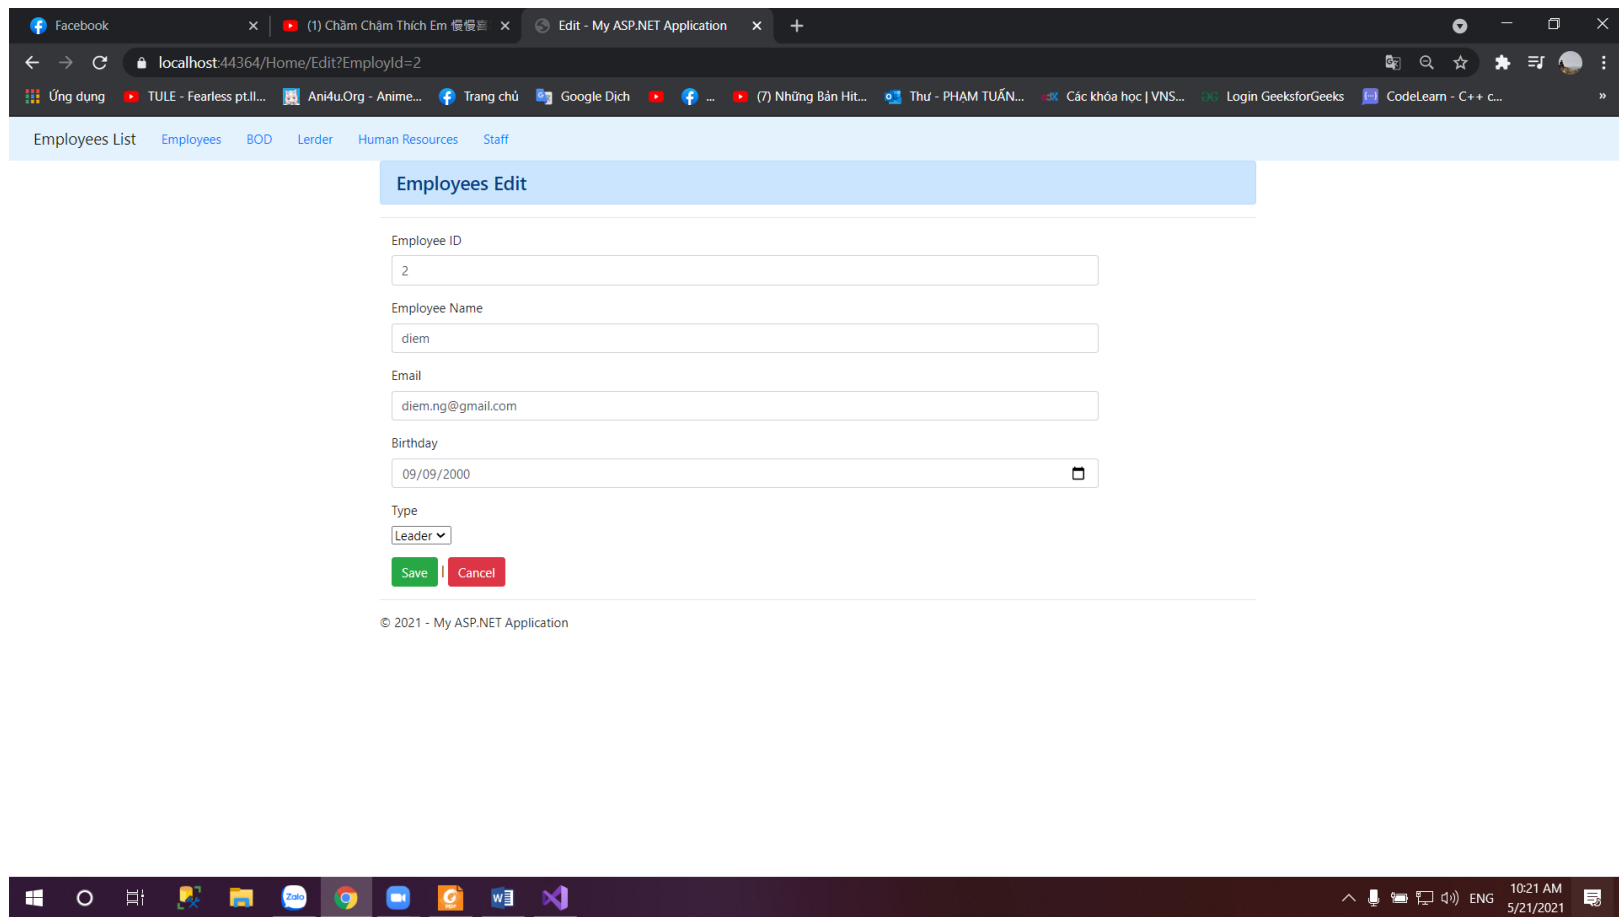 Facebook
(1) Chầm Chậm Thích Em 慢慢喜
Edit - My ASP.NET Application
localhost:44364/Home/Edit?EmployId=2
Ứng dụng
TULE - Fearless pt.II...
Ani4u.Org - Anime...
Trang chủ
Google Dịch
...
(7) Những Bản Hit...
Thư - PHẠM TUẤN...
Các khóa học | VNS...
Login GeeksforGeeks
CodeLearn - C++ c...
»
Employees List
Employees
BOD
Lerder
Human Resources
Staff
Employees Edit
Employee ID
2
Employee Name
diem
Email
diem.ng@gmail.com
Birthday
09/09/2000
Type
Leader
Save | Cancel
© 2021 - My ASP.NET Application
Zalo
ENG
10:21 AM
5/21/2021